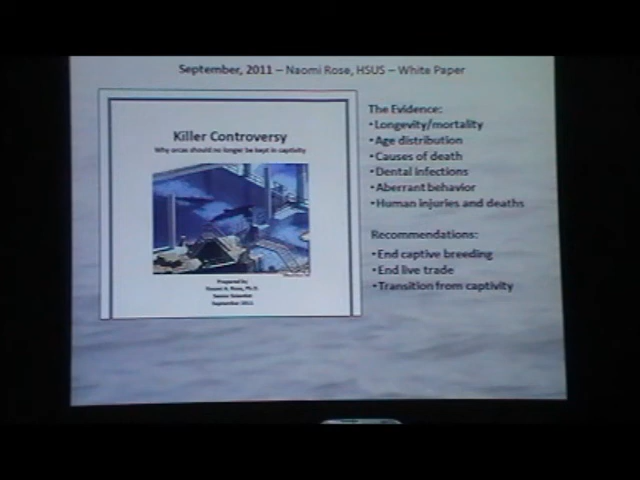 September, 2011 – Naomi Rose, HSUS – White Paper
Killer Controversy
Why orcas should no longer be kept in captivity
Prepared by
Naomi A. Rose, Ph.D.
Senior Scientist
September 2011
The Evidence:
•Longevity/mortality
•Age distribution
•Causes of death
•Dental infections
•Aberrant behavior
•Human injuries and deaths
Recommendations:
•End captive breeding
•End live trade
•Transition from captivity